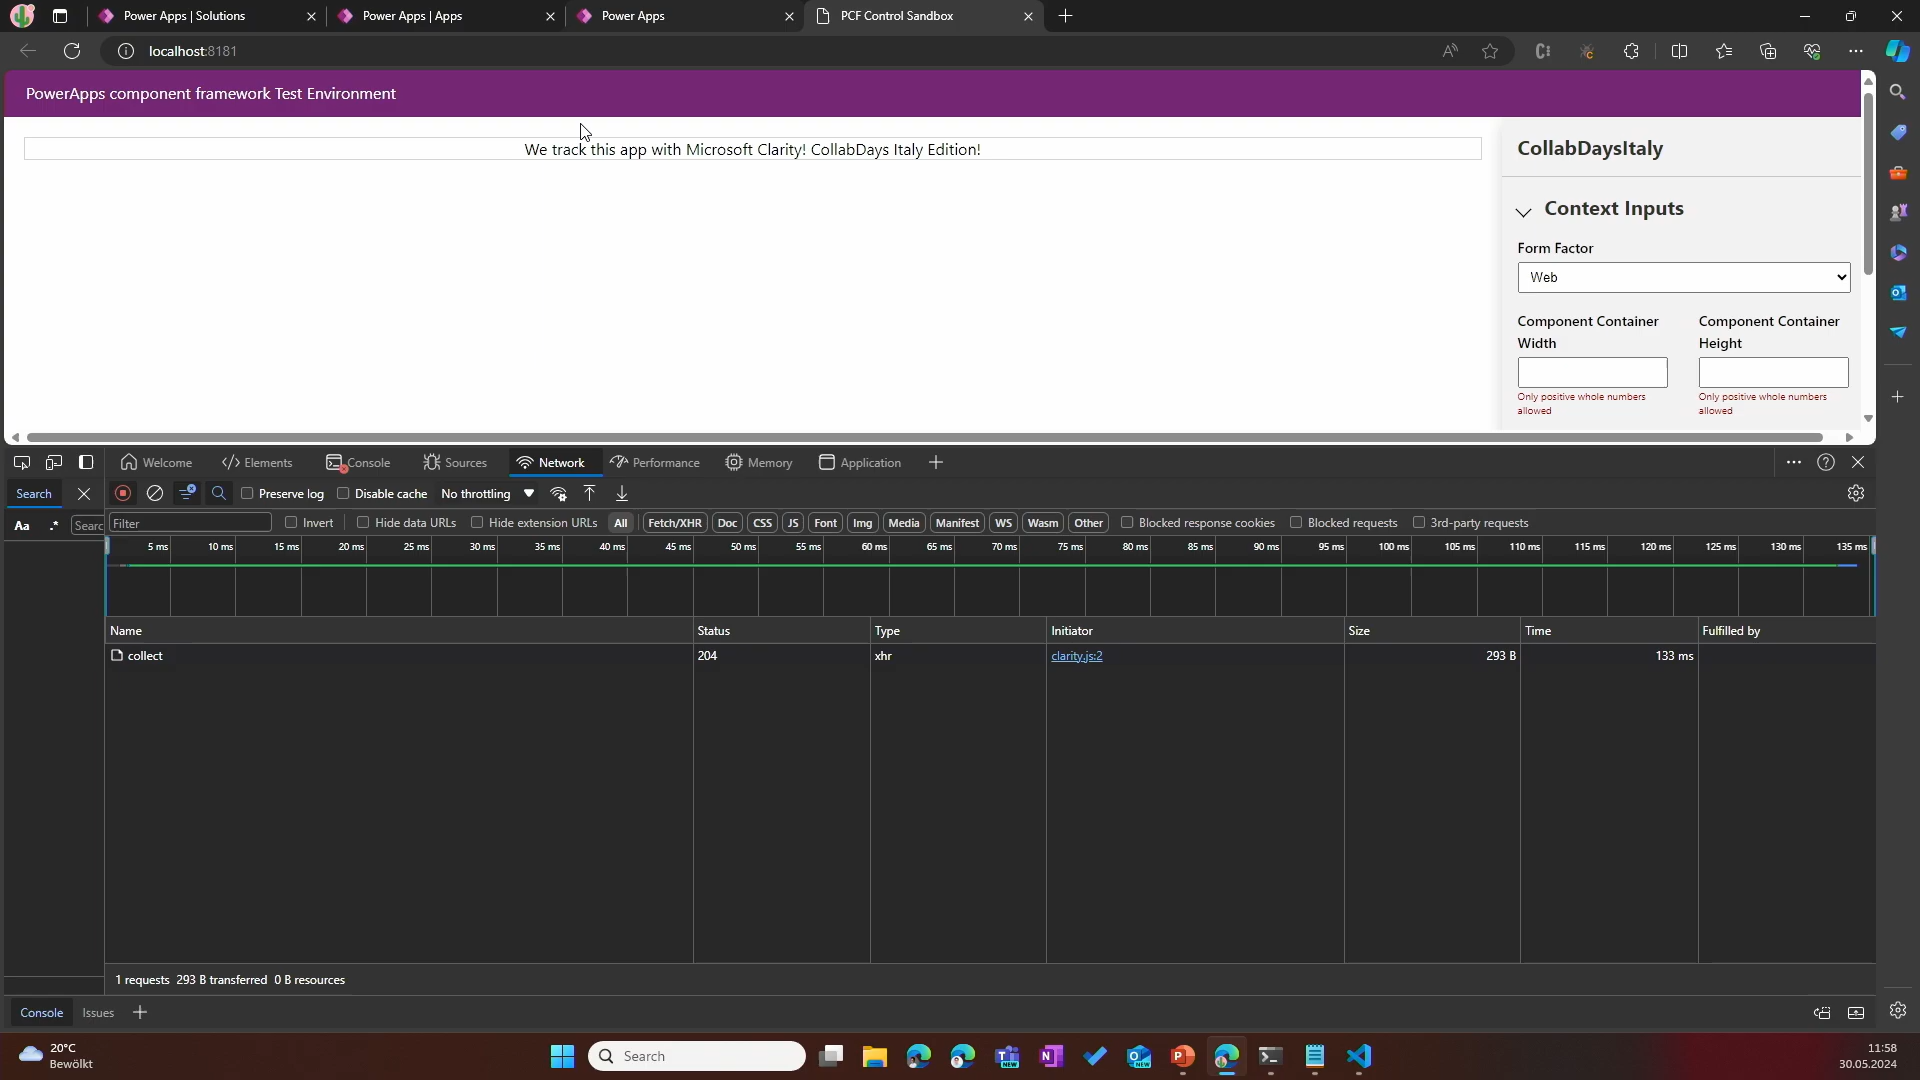 Power Apps | Solutions
Power Apps | Apps
Power Apps
PCF Control Sandbox
localhost:8181
PowerApps component framework Test Environment
We track this app with Microsoft Clarity! CollabDays Italy Edition!
CollabDaysItaly
Context Inputs
Form Factor
Web
Component Container Width
Component Container Height
Only positive whole numbers allowed
Only positive whole numbers allowed
Welcome
Elements
Console
Sources
Network
Performance
Memory
Application
Search
Preserve log
Disable cache
No throttling
Aa
.*
Searc
Filter
Invert
Hide data URLs
Hide extension URLs
All
Fetch/XHR
Doc
CSS
JS
Font
Img
Media
Manifest
WS
Wasm
Other
Blocked response cookies
Blocked requests
3rd-party requests
5 ms 10 ms 15 ms 20 ms 25 ms 30 ms 35 ms 40 ms 45 ms 50 ms 55 ms 60 ms 65 ms 70 ms 75 ms 80 ms 85 ms 90 ms 95 ms 100 ms 105 ms 110 ms 115 ms 120 ms 125 ms 130 ms 135 ms
Name Status Type Initiator Size Time Fulfilled by
collect 204 xhr clarity.js:2 293 B 133 ms
1 requests 293 B transferred 0 B resources
Console
Issues
20°C
Bewölkt
Search
11:58
30.05.2024